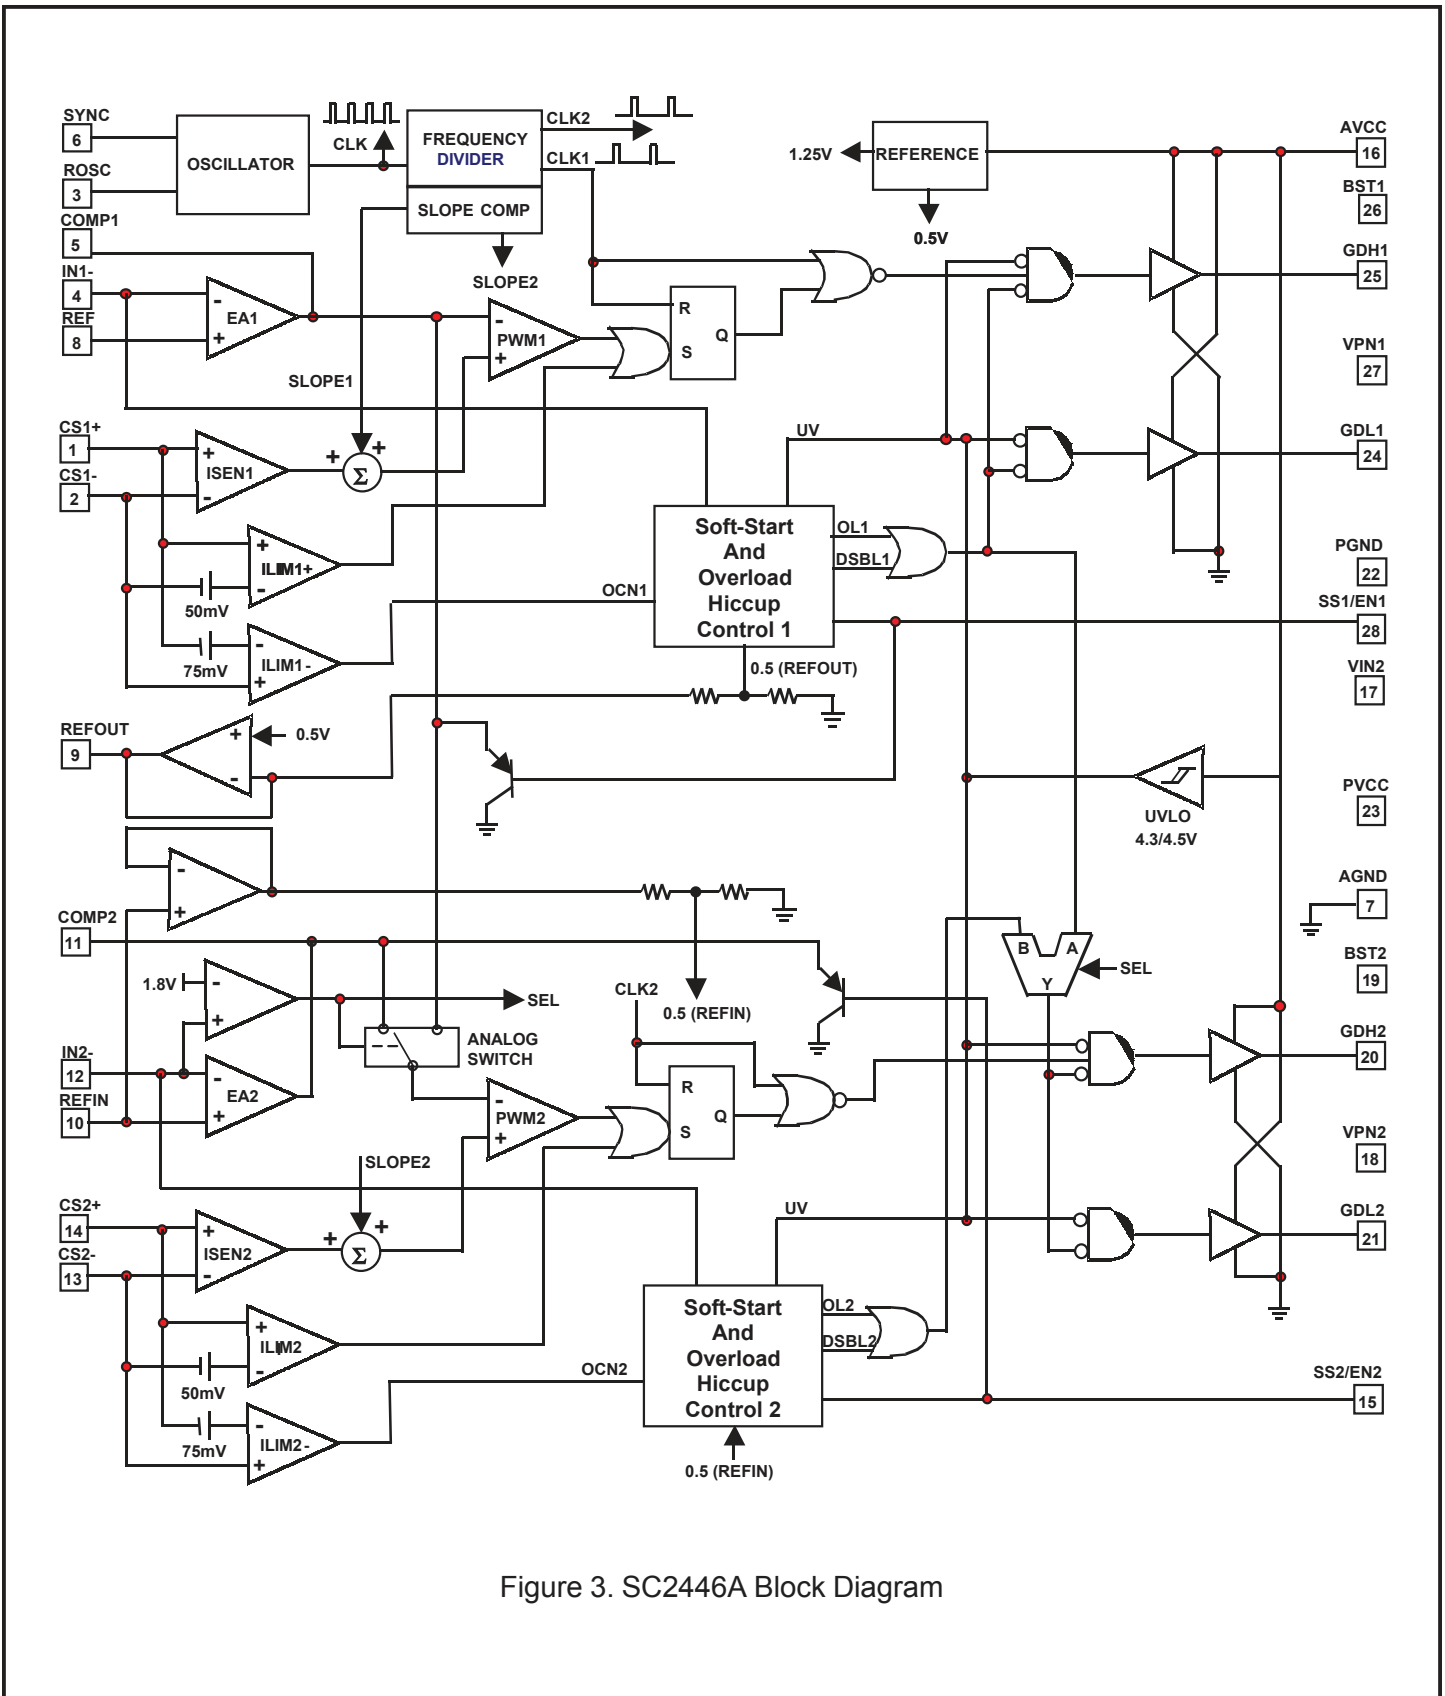 SYNC
6
ROSC
3
COMP1
5
IN1-
4
REF
8
OSCILLATOR
CLK
FREQUENCY
DIVIDER
SLOPE COMP
CLK2
CLK1
SLOPE2
1.25V
REFERENCE
0.5V
AVCC
16
BST1
26
GDH1
25
-
EA1
+
-
PWM1
+
R
S
Q
SLOPE1
VPN1
27
CS1+
1
CS1-
2
+
ISEN1
-
+
+
Σ
UV
GDL1
24
+
ILIM1+
-
50mV
-
ILIM1-
+
75mV
OCN1
Soft-Start
And
Overload
Hiccup
Control 1
OL1
DSBL1
PGND
22
SS1/EN1
28
0.5 (REFOUT)
VIN2
17
REFOUT
9
+
-
0.5V
UVLO
4.3/4.5V
PVCC
23
-
+
AGND
7
COMP2
11
1.8V
-
+
SEL
0.5 (REFIN)
CLK2
B
A
Y
SEL
BST2
19
ANALOG
SWITCH
IN2-
12
REFIN
10
-
EA2
+
-
PWM2
+
R
S
Q
GDH2
20
VPN2
18
SLOPE2
CS2+
14
CS2-
13
+
ISEN2
-
+
+
Σ
UV
GDL2
21
+
ILIM2
-
50mV
-
ILIM2-
+
75mV
OCN2
Soft-Start
And
Overload
Hiccup
Control 2
OL2
DSBL2
SS2/EN2
15
0.5 (REFIN)
Figure 3. SC2446A Block Diagram